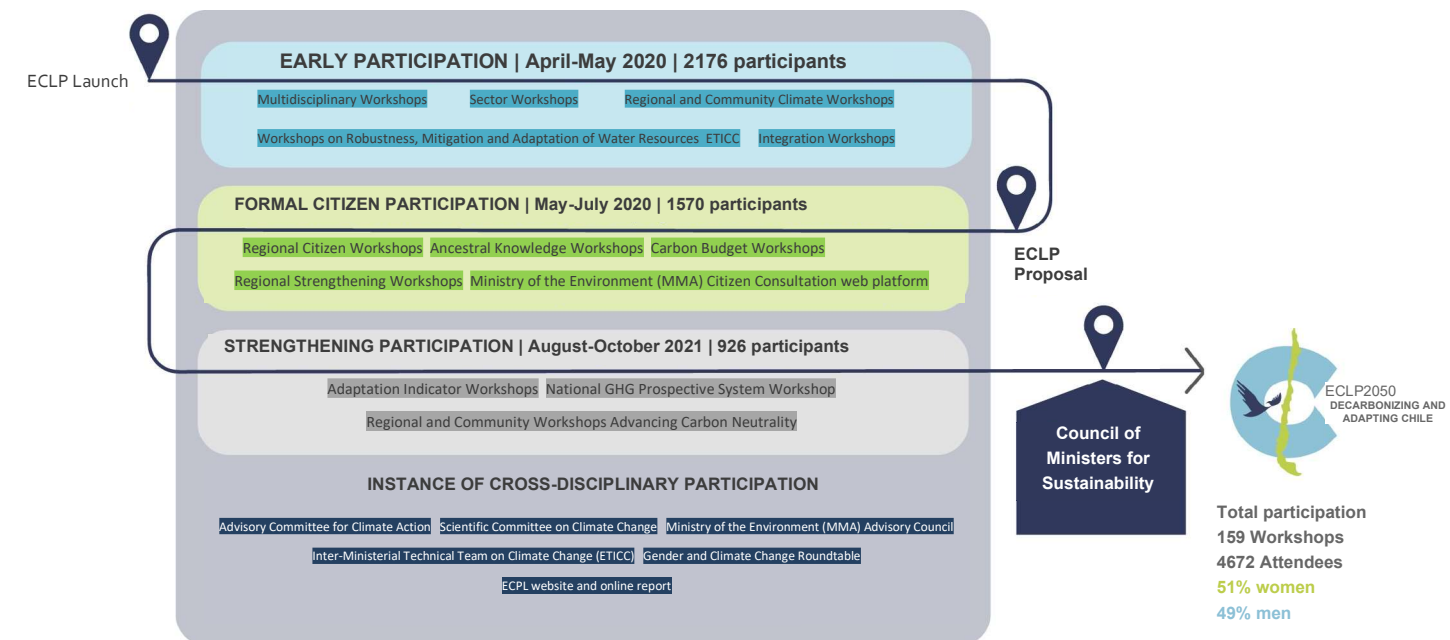 ECLP Launch
EARLY PARTICIPATION | April-May 2020 | 2176 participants
Multidisciplinary Workshops Sector Workshops Regional and Community Climate Workshops
Workshops on Robustness, Mitigation and Adaptation of Water Resources ETICC Integration Workshops
FORMAL CITIZEN PARTICIPATION | May-July 2020 | 1570 participants
Regional Citizen Workshops Ancestral Knowledge Workshops Carbon Budget Workshops
Regional Strengthening Workshops Ministry of the Environment (MMA) Citizen Consultation web platform
ECLP
Proposal
STRENGTHENING PARTICIPATION | August-October 2021 | 926 participants
Adaptation Indicator Workshops National GHG Prospective System Workshop
Regional and Community Workshops Advancing Carbon Neutrality
INSTANCE OF CROSS-DISCIPLINARY PARTICIPATION
Advisory Committee for Climate Action Scientific Committee on Climate Change Ministry of the Environment (MMA) Advisory Council
Inter-Ministerial Technical Team on Climate Change (ETICC) Gender and Climate Change Roundtable
ECPL website and online report
Council of
Ministers for
Sustainability
ECLP2050
DECARBONIZING AND
ADAPTING CHILE
Total participation
159 Workshops
4672 Attendees
51% women
49% men